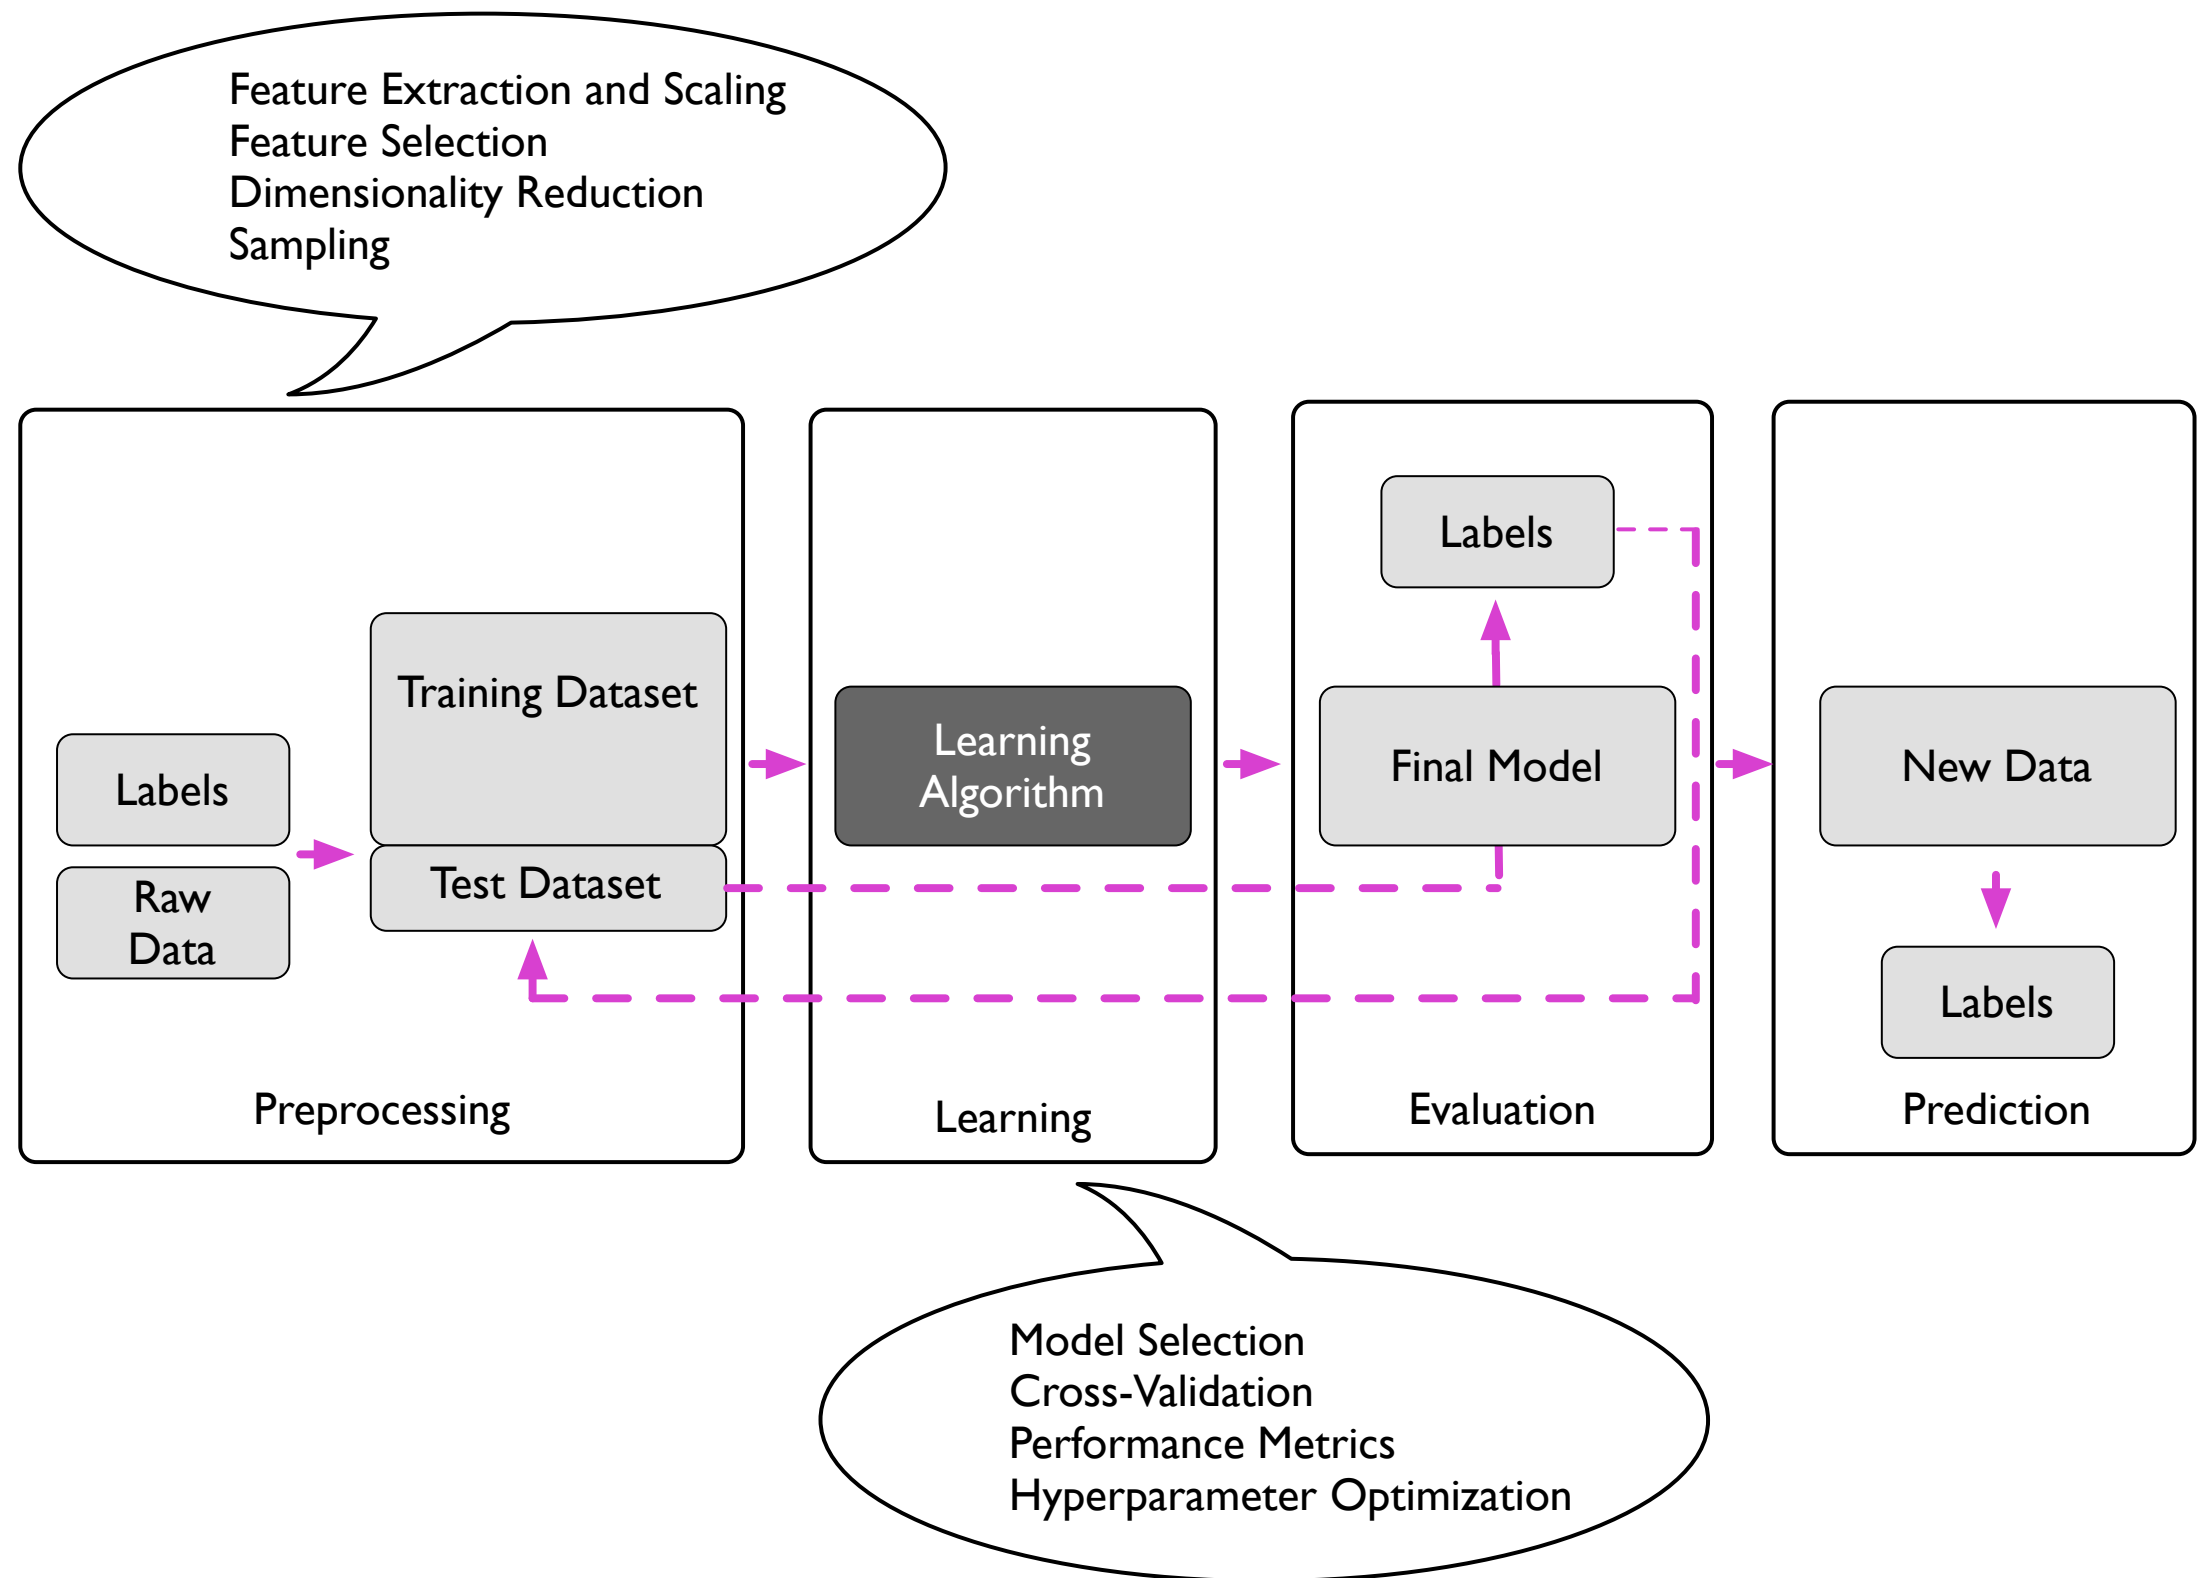 Feature Extraction and Scaling
Feature Selection
Dimensionality Reduction
Sampling
Labels
Raw
Data
Training Dataset
Test Dataset
Preprocessing
Learning
Algorithm
Learning
Labels
Final Model
Evaluation
New Data
Labels
Prediction
Model Selection
Cross-Validation
Performance Metrics
Hyperparameter Optimization